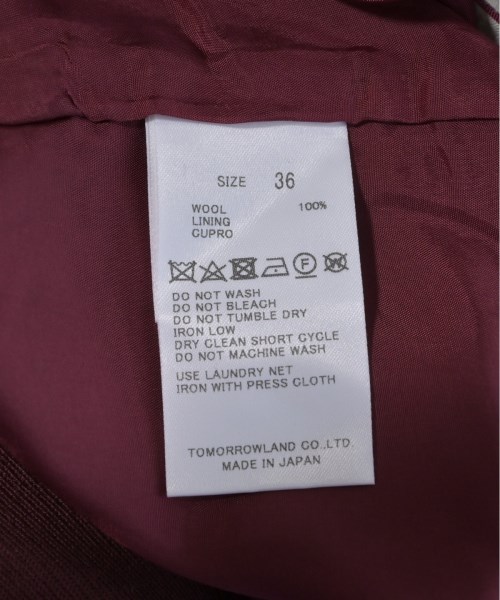 SIZE 36
WOOL 100%
LINING
CUPRO
F W
DO NOT WASH
DO NOT BLEACH
DO NOT TUMBLE DRY
IRON LOW
DRY CLEAN SHORT CYCLE
DO NOT MACHINE WASH
USE LAUNDRY NET
IRON WITH PRESS CLOTH
TOMORROWLAND CO.,LTD.
MADE IN JAPAN